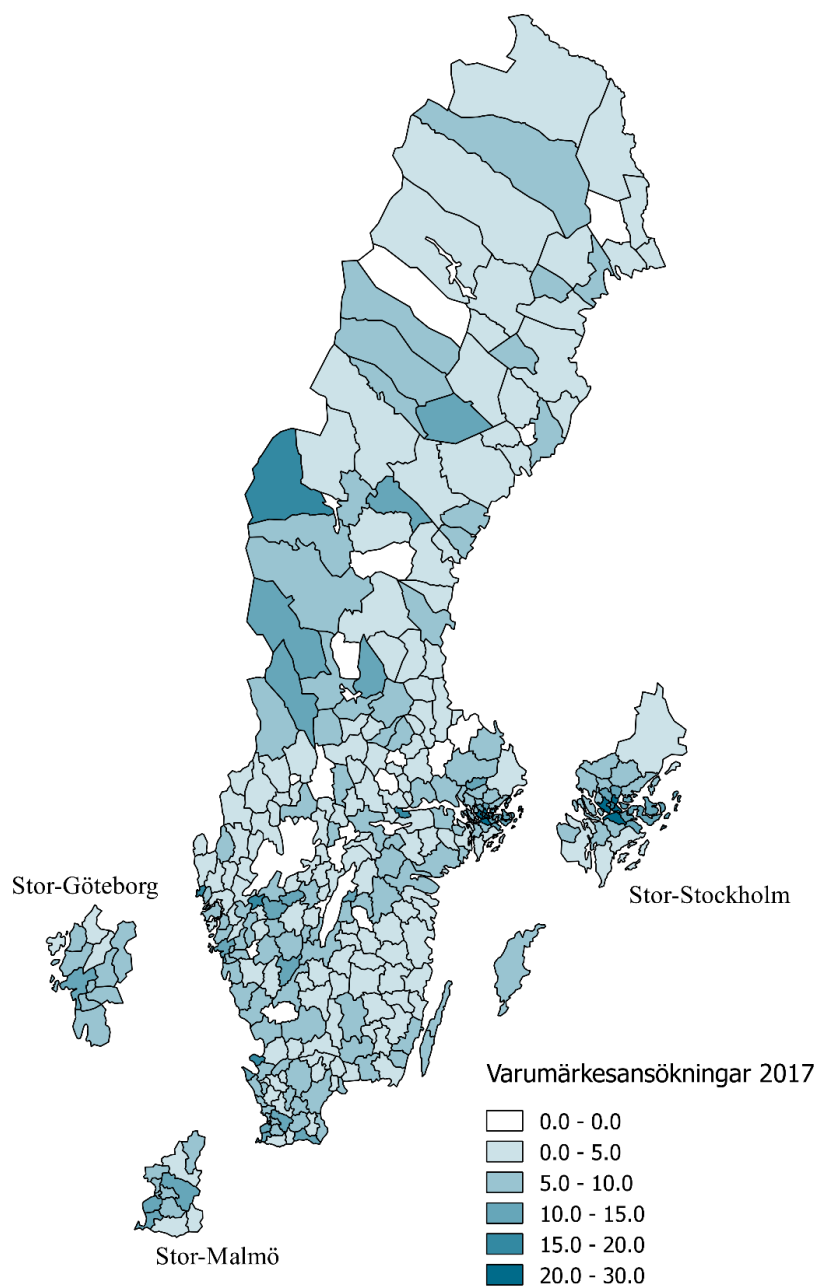 Stor-Göteborg
Stor-Stockholm
Varumärkesansökningar 2017
0.0 - 0.0
0.0 - 5.0
5.0 - 10.0
10.0 - 15.0
15.0 - 20.0
20.0 - 30.0
Stor-Malmö